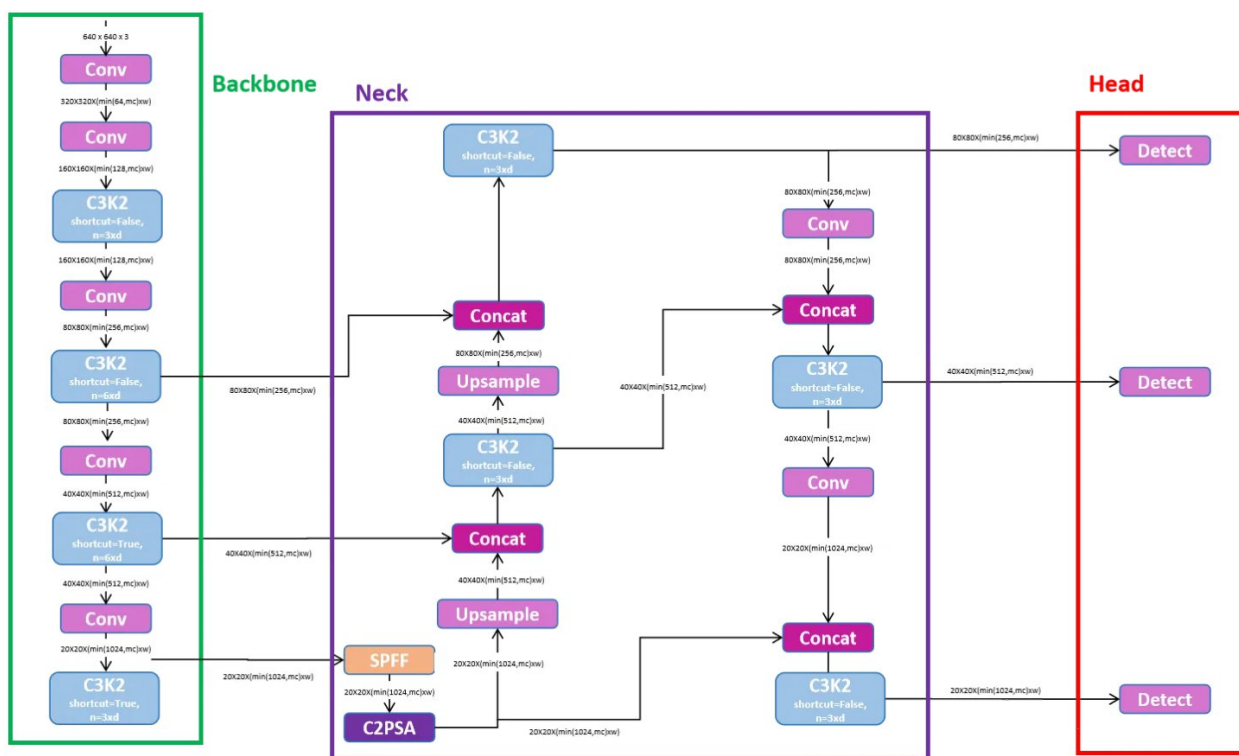 640 x 640 x 3
Conv
320X320X(min(64,mc)xw)
Conv
160X160X(min(128,mc)xw)
C3K2
shortcut=False,
n=3xd
160X160X(min(128,mc)xw)
Conv
80X80X(min(256,mc)xw)
C3K2
shortcut=False,
n=6xd
80X80X(min(256,mc)xw)
Conv
40X40X(min(512,mc)xw)
C3K2
shortcut=True,
n=6xd
40X40X(min(512,mc)xw)
Conv
20X20X(min(1024,mc)xw)
C3K2
shortcut=True,
n=3xd
Backbone
80X80X(min(256,mc)xw)
40X40X(min(512,mc)xw)
20X20X(min(1024,mc)xw)
Neck
C3K2
shortcut=False,
n=3xd
Concat
80X80X(min(256,mc)xw)
Upsample
40X40X(min(512,mc)xw)
C3K2
shortcut=False,
n=3xd
Concat
40X40X(min(512,mc)xw)
Upsample
20X20X(min(1024,mc)xw)
SPFF
20X20X(min(1024,mc)xw)
C2PSA
20X20X(min(1024,mc)xw)
40X40X(min(512,mc)xw)
80X80X(min(256,mc)xw)
Conv
80X80X(min(256,mc)xw)
Concat
C3K2
shortcut=False,
n=3xd
40X40X(min(512,mc)xw)
Conv
20X20X(min(1024,mc)xw)
Concat
C3K2
shortcut=False,
n=3xd
80X80X(min(256,mc)xw)
40X40X(min(512,mc)xw)
20X20X(min(1024,mc)xw)
Head
Detect
Detect
Detect